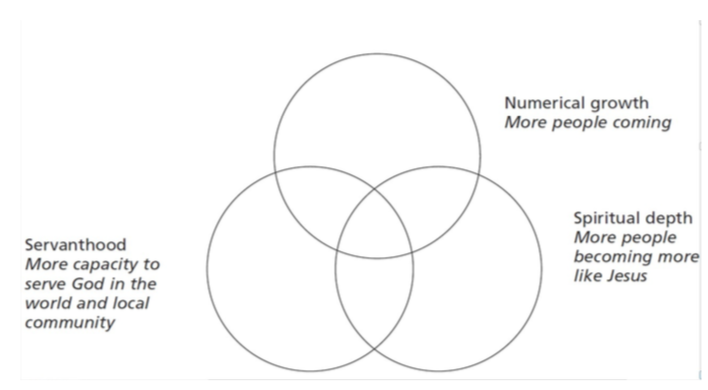 Numerical growth
More people coming
Spiritual depth
More people
becoming more
like Jesus
Servanthood
More capacity to
serve God in the
world and local
community